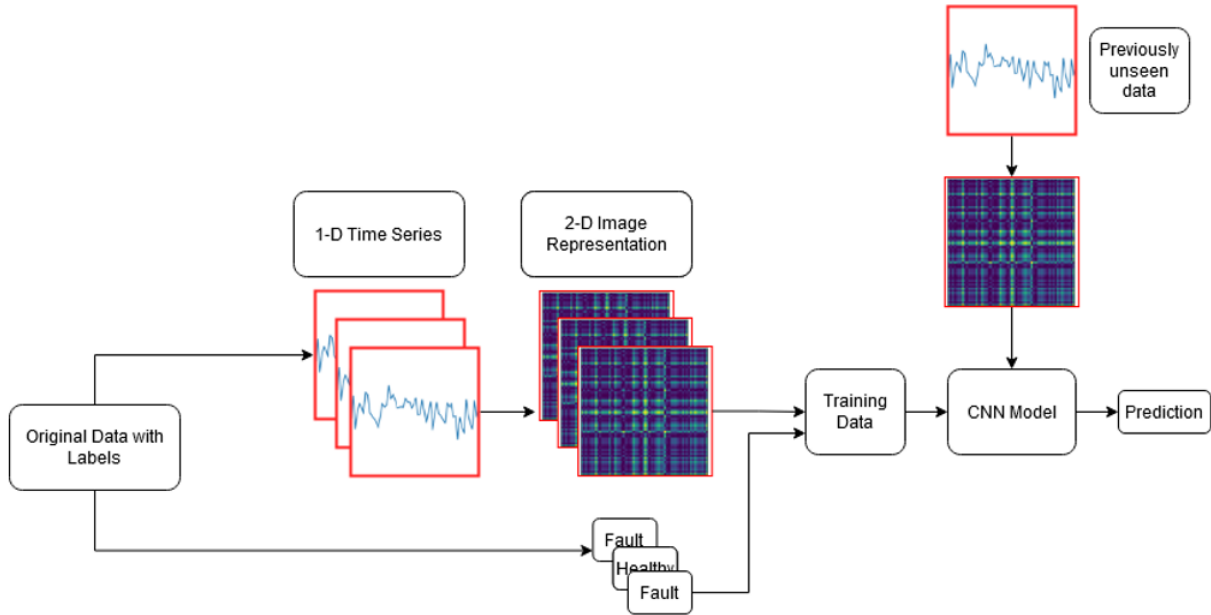 Previously
unseen
data
1-D Time Series
2-D Image
Representation
Original Data with
Labels
Training
Data
CNN Model
Prediction
Fault
Healthy
Fault